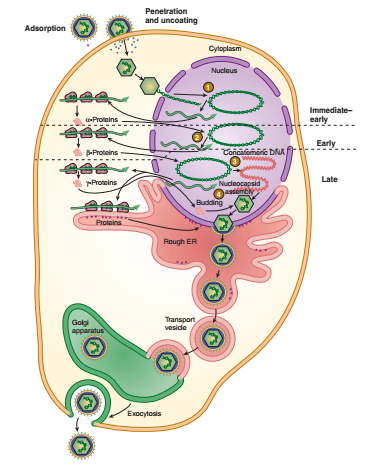 Penetration
and uncoating
Adsorption
Cytoplasm
Nucleus
1
Immediate–
early
α-Proteins
2
Early
β-Proteins
Concatemeric DNA
3
γ-Proteins
Late
Nucleocapsid
assembly
4
Budding
Proteins
Rough ER
Transport
vesicle
Golgi
apparatus
Exocytosis